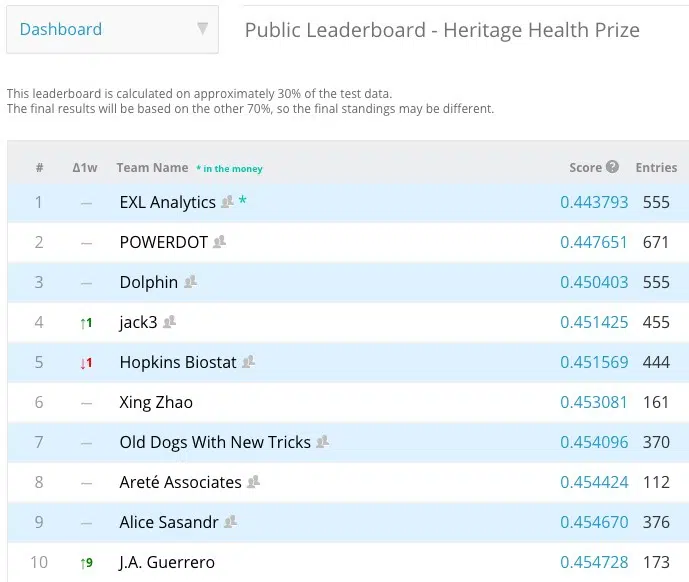 Dashboard
Public Leaderboard - Heritage Health Prize
This leaderboard is calculated on approximately 30% of the test data.
The final results will be based on the other 70%, so the final standings may be different.
# Δ1w Team Name * in the money Score ? Entries
1 — EXL Analytics * 0.443793 555
2 — POWERDOT 0.447651 671
3 — Dolphin 0.450403 555
4 ↑1 jack3 0.451425 455
5 ↓1 Hopkins Biostat 0.451569 444
6 — Xing Zhao 0.453081 161
7 — Old Dogs With New Tricks 0.454096 370
8 — Areté Associates 0.454424 112
9 — Alice Sasandr 0.454670 376
10 ↑9 J.A. Guerrero 0.454728 173